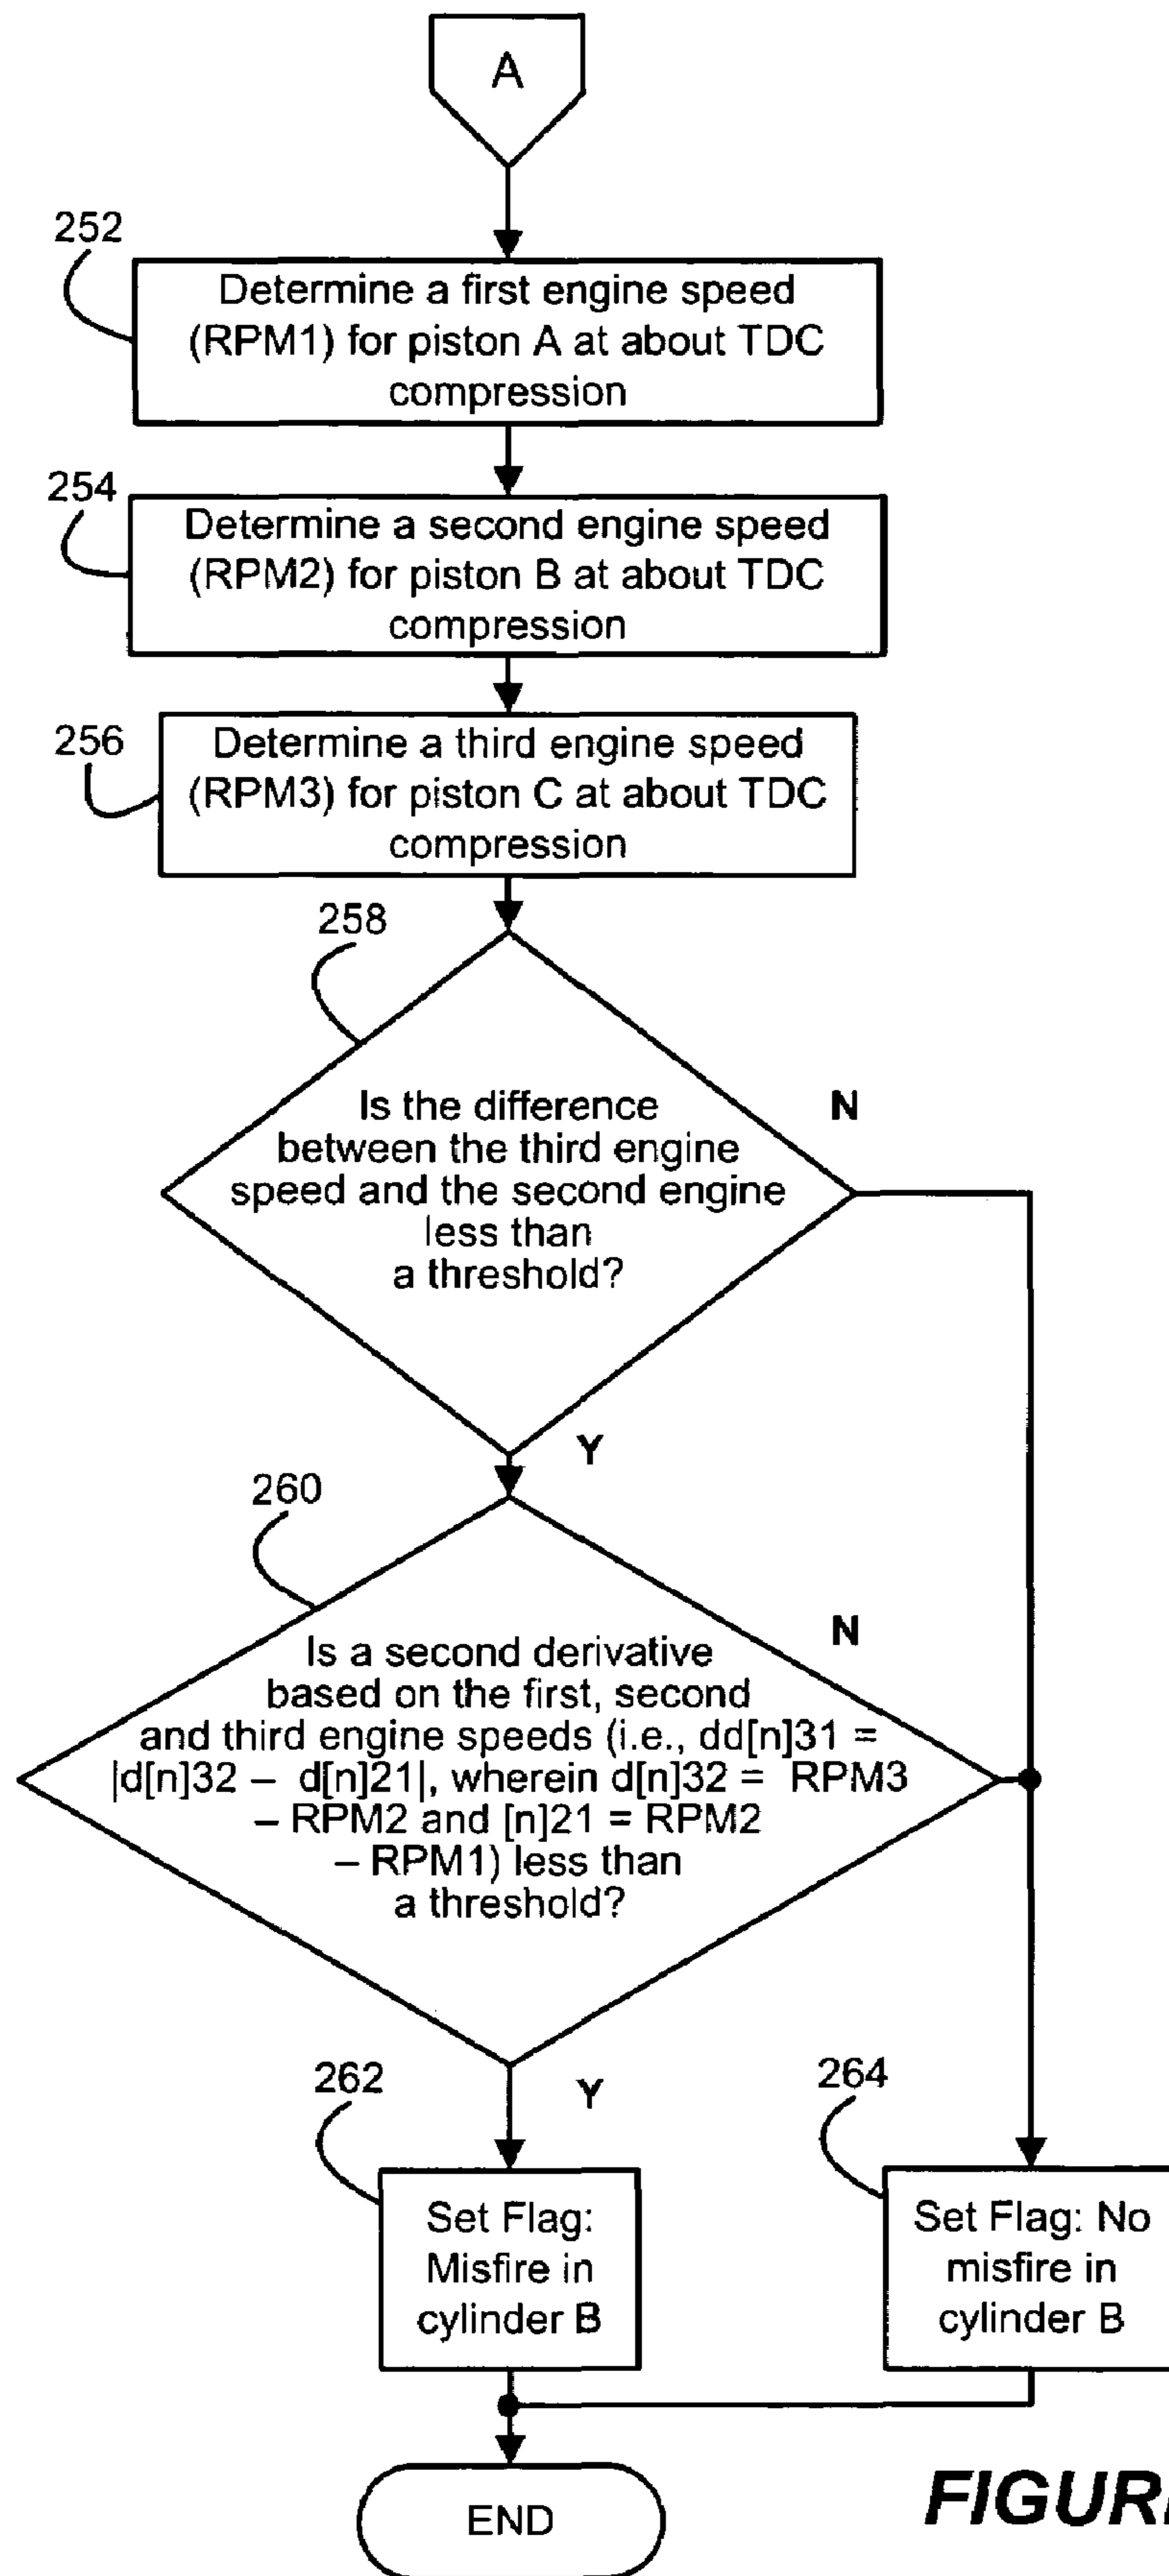 A
252
Determine a first engine speed
(RPM1) for piston A at about TDC
compression
254
Determine a second engine speed
(RPM2) for piston B at about TDC
compression
256
Determine a third engine speed
(RPM3) for piston C at about TDC
compression
258
Is the difference
between the third engine
speed and the second engine
less than
a threshold?
N
Y
260
Is a second derivative
based on the first, second
and third engine speeds (i.e., dd[n]31 =
|d[n]32 – d[n]21|, wherein d[n]32 = RPM3
– RPM2 and [n]21 = RPM2
– RPM1) less than
a threshold?
N
Y
262
Set Flag:
Misfire in
cylinder B
264
Set Flag: No
misfire in
cylinder B
END
FIGURE